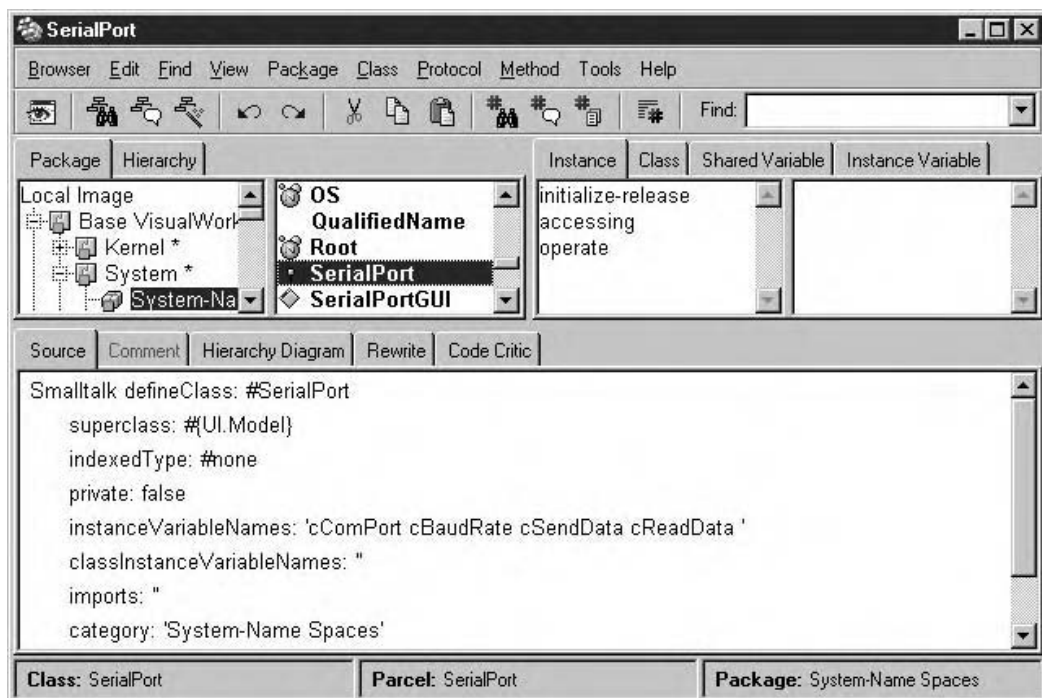 SerialPort
Browser Edit Find View Package Class Protocol Method Tools Help
Find:
Package Hierarchy
Instance Class Shared Variable Instance Variable
Local Image
Base VisualWork
Kernel *
System *
System-Na
OS
QualifiedName
Root
SerialPort
SerialPortGUI
initialize-release
accessing
operate
Source Comment Hierarchy Diagram Rewrite Code Critic
Smalltalk defineClass: #SerialPort
superclass: #{UI.Model}
indexedType: #none
private: false
instanceVariableNames: 'cComPort cBaudRate cSendData cReadData '
classInstanceVariableNames: ''
imports: ''
category: 'System-Name Spaces'
Class: SerialPort Parcel: SerialPort Package: System-Name Spaces